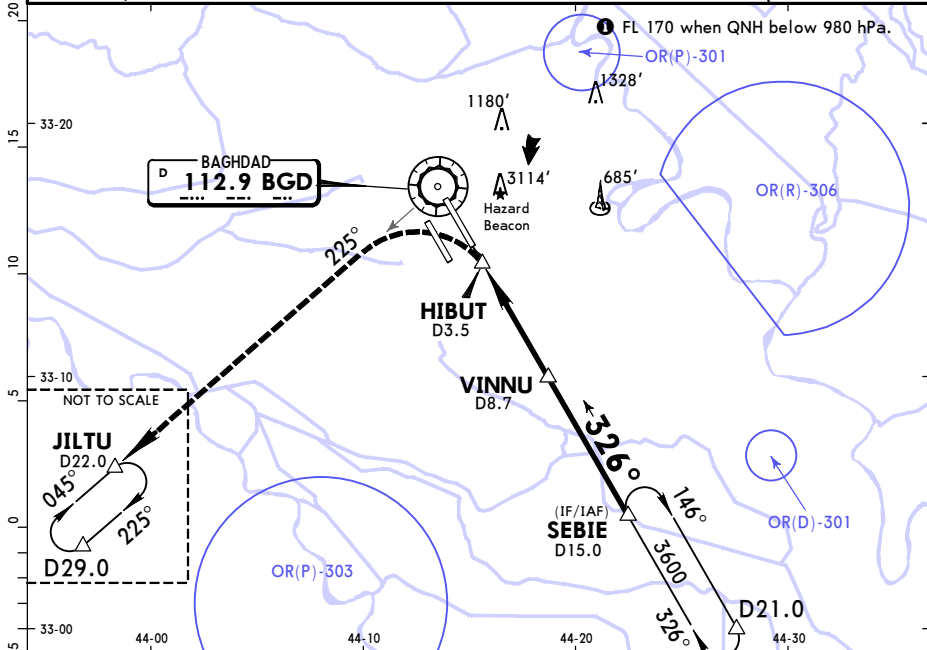 FL 170 when QNH below 980 hPa.
20
OR(P)-301
1328'
1180'
15
33-20
BAGHDAD
D
112.9 BGD
3114'
685'
Hazard
Beacon
OR(R)-306
225°
10
HIBUT
D3.5
33-10
VINNU
D8.7
5
NOT TO SCALE
326°
JILTU
D22.0
045°
225°
146°
(IF/IAF)
SEBIE
D15.0
OR(D)-301
0
D29.0
OR(P)-303
3600
D21.0
326°
33-00
44-00
44-10
44-20
44-30
5